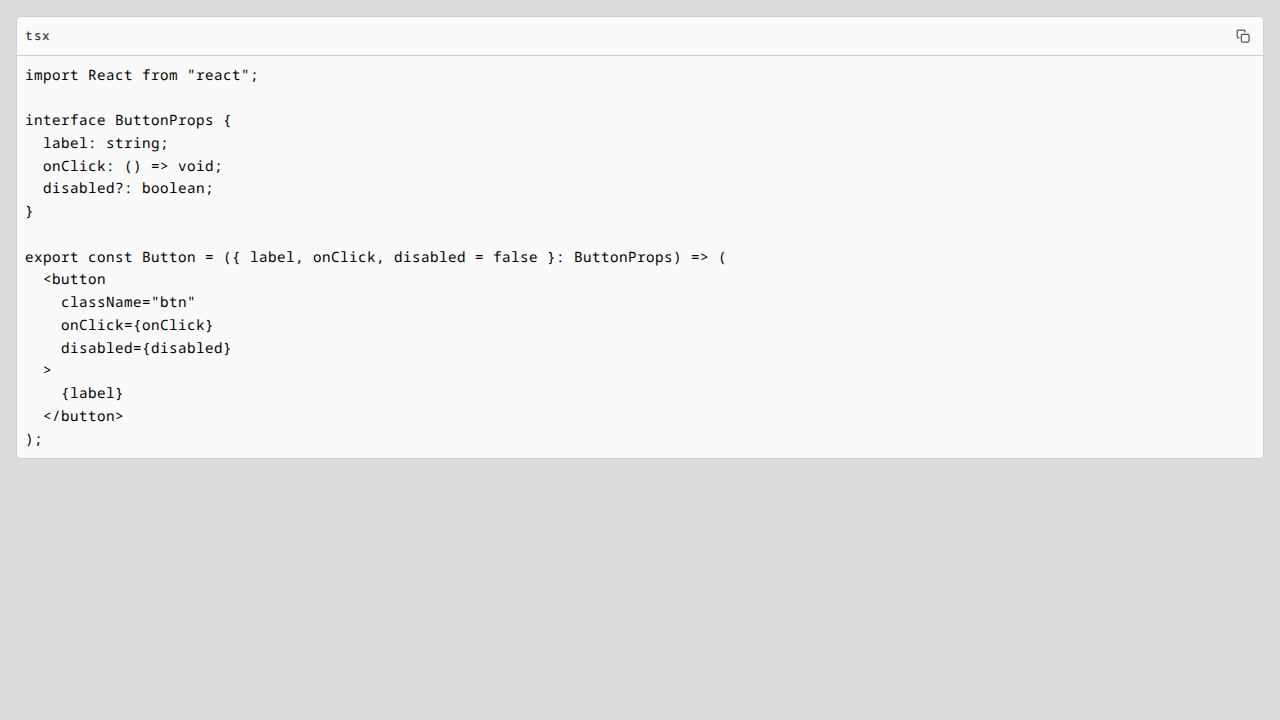 tsx
import React from "react";

interface ButtonProps {
  label: string;
  onClick: () => void;
  disabled?: boolean;
}

export const Button = ({ label, onClick, disabled = false }: ButtonProps) => (
  <button
    className="btn"
    onClick={onClick}
    disabled={disabled}
  >
    {label}
  </button>
);